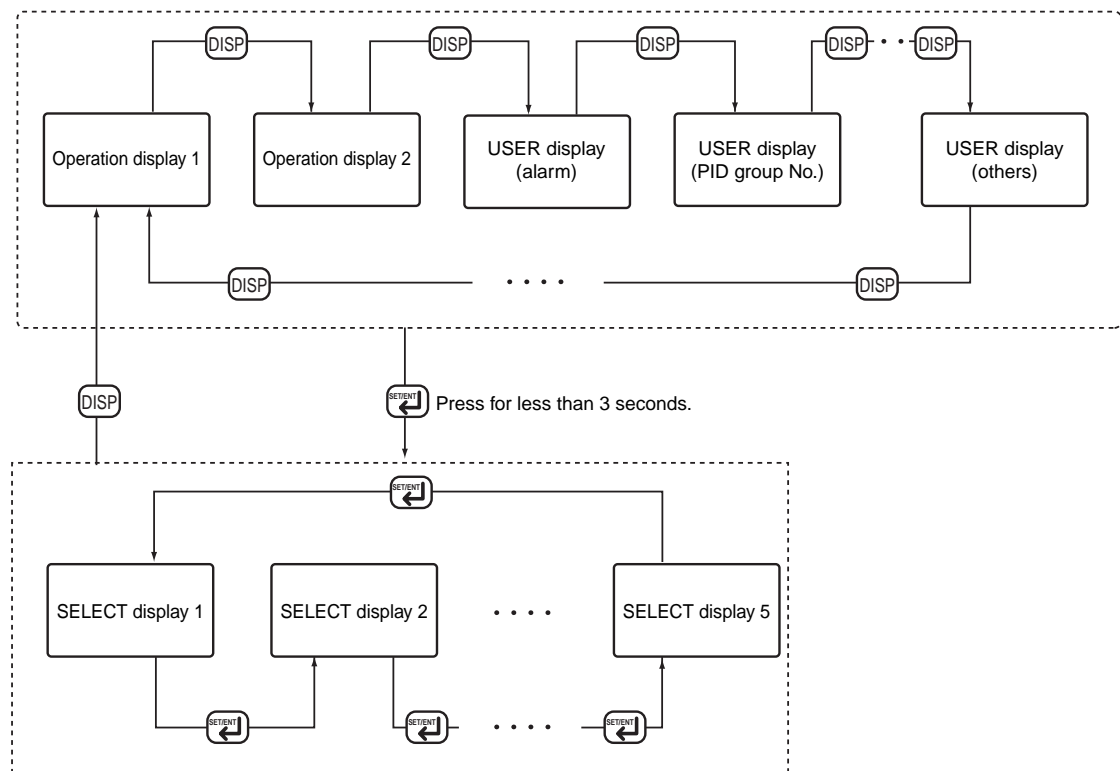 DISP DISP DISP DISP · · DISP
Operation display 1
Operation display 2
USER display
(alarm)
USER display
(PID group No.)
USER display
(others)
DISP · · · · DISP
DISP
SET/ENT Press for less than 3 seconds.
SET/ENT
SELECT display 1
SELECT display 2
· · · ·
SELECT display 5
SET/ENT SET/ENT · · · · SET/ENT